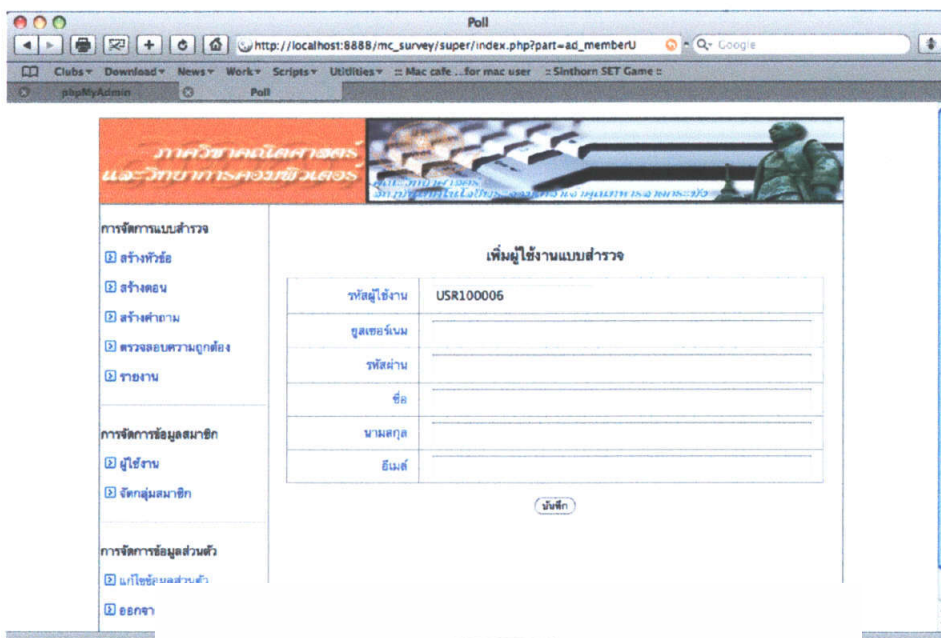 Poll
http://localhost:8888/mc_survey/super/index.php?part=ad_memberU
Google
Clubs Download News Work Scripts Utitlities :: Mac cafe ...for mac user :: Sinthorn SET Game ::
phpMyAdmin Poll
ภาควิชาคณิตศาสตร์
และวิทยาการคอมพิวเตอร์
คณะวิทยาศาสตร์
การจัดการแบบสำรวจ
สร้างหัวข้อ
สร้างตอน
สร้างคำถาม
ตรวจสอบความถูกต้อง
รายงาน
การจัดการข้อมูลสมาชิก
ผู้ใช้งาน
จัดกลุ่มสมาชิก
การจัดการข้อมูลส่วนตัว
แก้ไขข้อมูลส่วนตัว
เพิ่มผู้ใช้งานแบบสำรวจ
รหัสผู้ใช้งาน USR100006
ยูสเซอร์เนม
รหัสผ่าน
ชื่อ
นามสกุล
อีเมล์
บันทึก